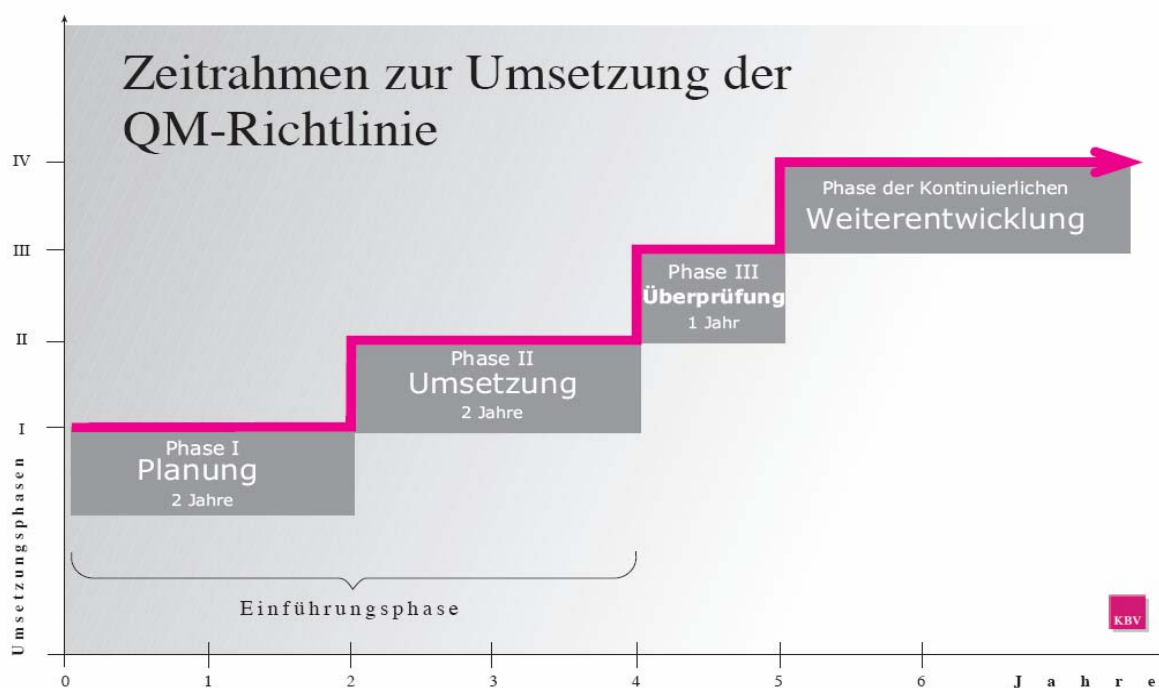 Zeitrahmen zur Umsetzung der
QM-Richtlinie
IV
III
II
I
Umsetzungsphasen
Phase der Kontinuierlichen
Weiterentwicklung
Phase III
Überprüfung
1 Jahr
Phase II
Umsetzung
2 Jahre
Phase I
Planung
2 Jahre
Einführungsphase
KBV
0 1 2 3 4 5 6 Jahre